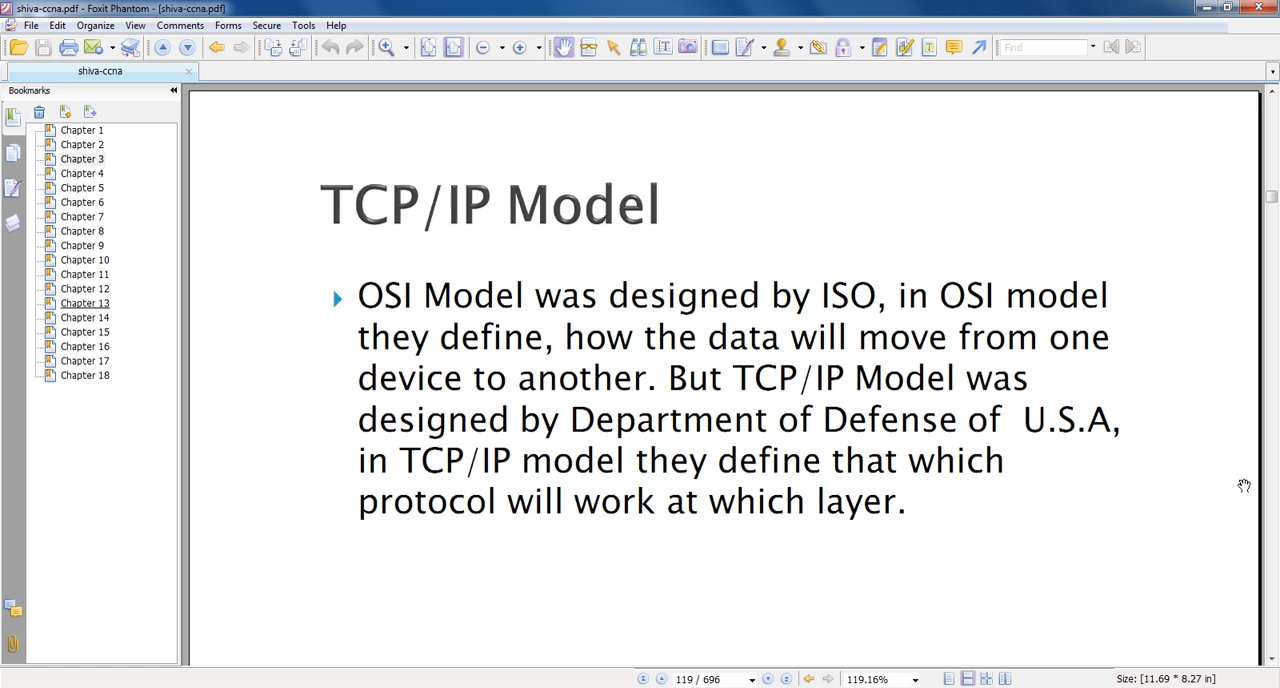 shiva-ccna.pdf - Foxit Phantom - [shiva-ccna.pdf]
File Edit Organize View Comments Forms Secure Tools Help
Find
shiva-ccna
Bookmarks
Chapter 1
Chapter 2
Chapter 3
Chapter 4
Chapter 5
Chapter 6
Chapter 7
Chapter 8
Chapter 9
Chapter 10
Chapter 11
Chapter 12
Chapter 13
Chapter 14
Chapter 15
Chapter 16
Chapter 17
Chapter 18
TCP/IP Model
OSI Model was designed by ISO, in OSI model
they define, how the data will move from one
device to another. But TCP/IP Model was
designed by Department of Defense of U.S.A,
in TCP/IP model they define that which
protocol will work at which layer.
119 / 696 119.16% Size: [11.69 * 8.27 in]